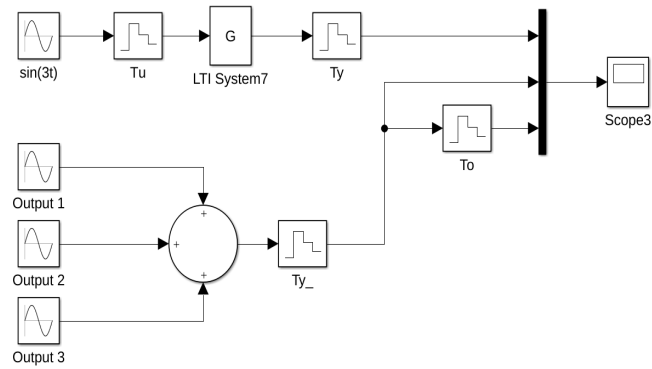 G
sin(3t)
Tu
LTI System7
Ty
Scope3
To
Output 1
+
+
+
Output 2
Ty_
Output 3